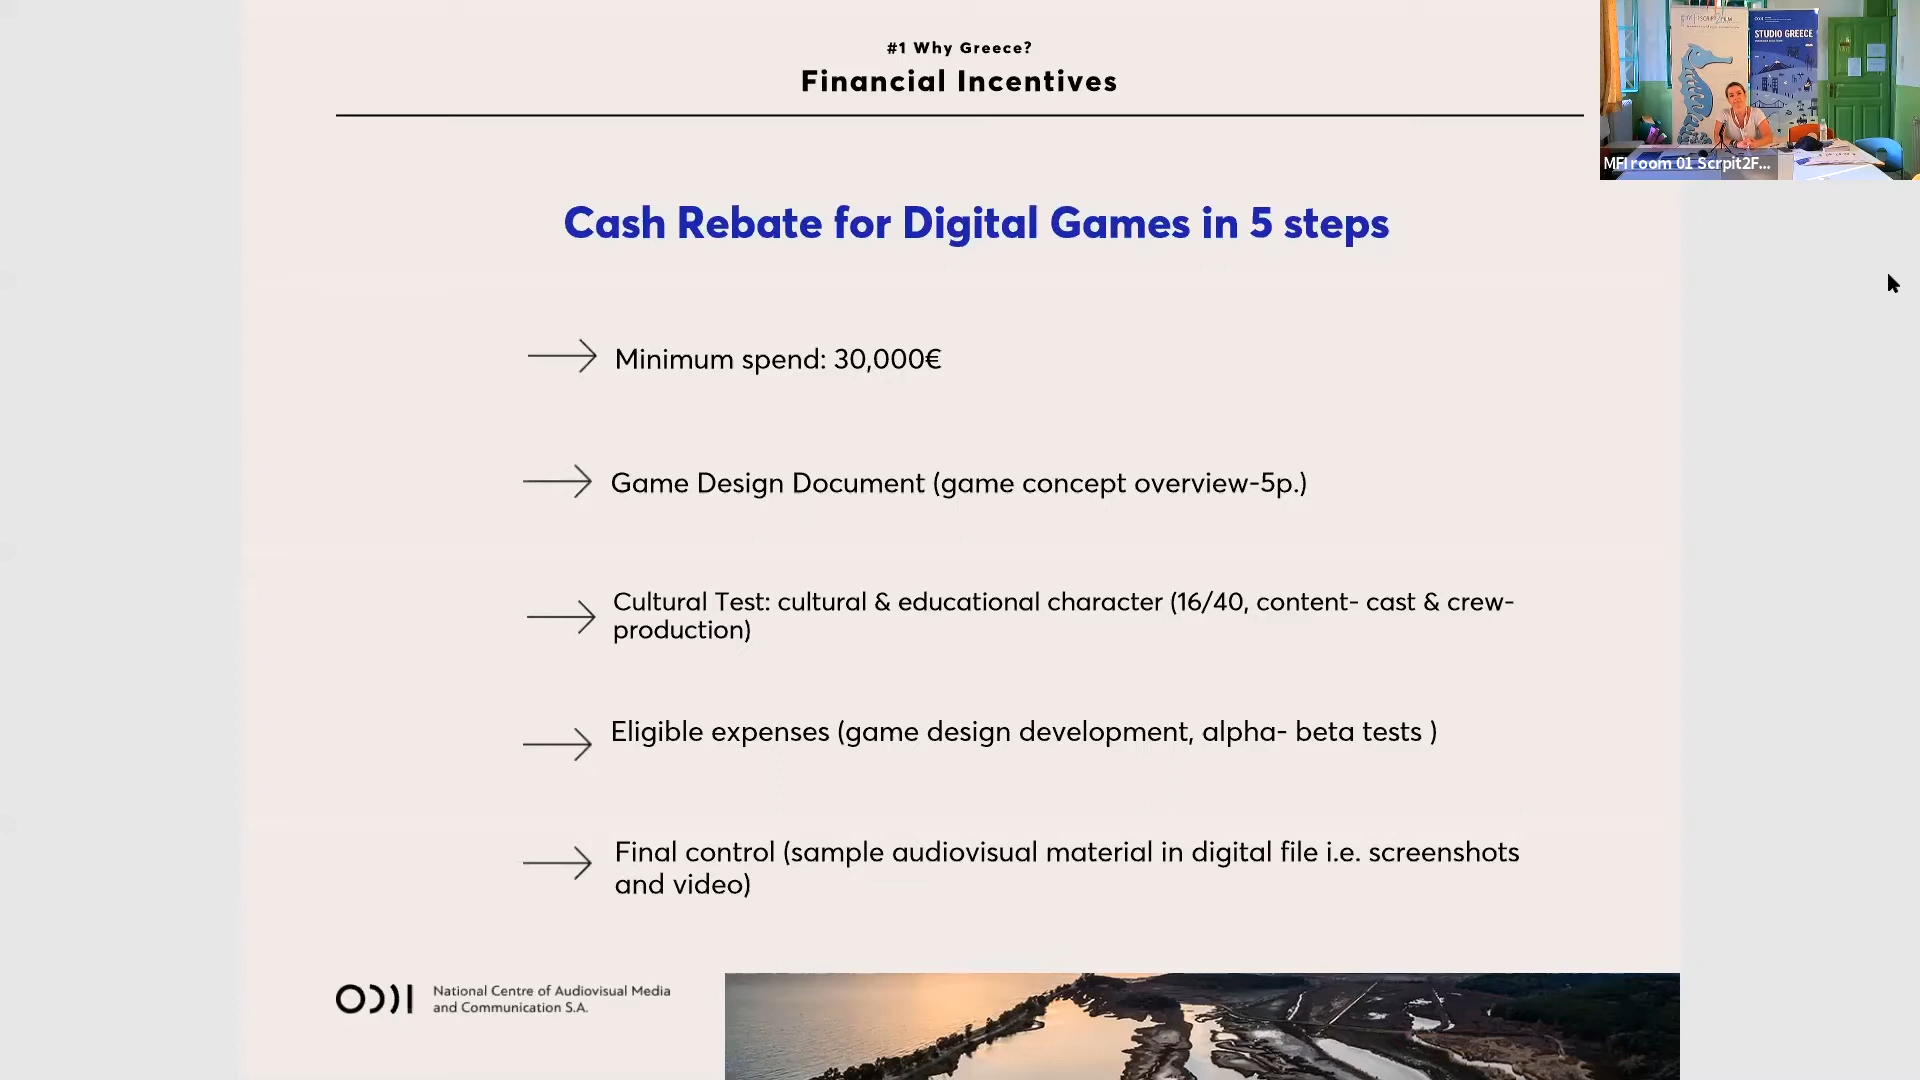 #1 Why Greece?
Financial Incentives
STUDIO GREECE
MFI room 01 Scrpit2F...
Cash Rebate for Digital Games in 5 steps
Minimum spend: 30,000€
Game Design Document (game concept overview-5p.)
Cultural Test: cultural & educational character (16/40, content- cast & crew-
production)
Eligible expenses (game design development, alpha- beta tests )
Final control (sample audiovisual material in digital file i.e. screenshots
and video)
National Centre of Audiovisual Media
and Communication S.A.